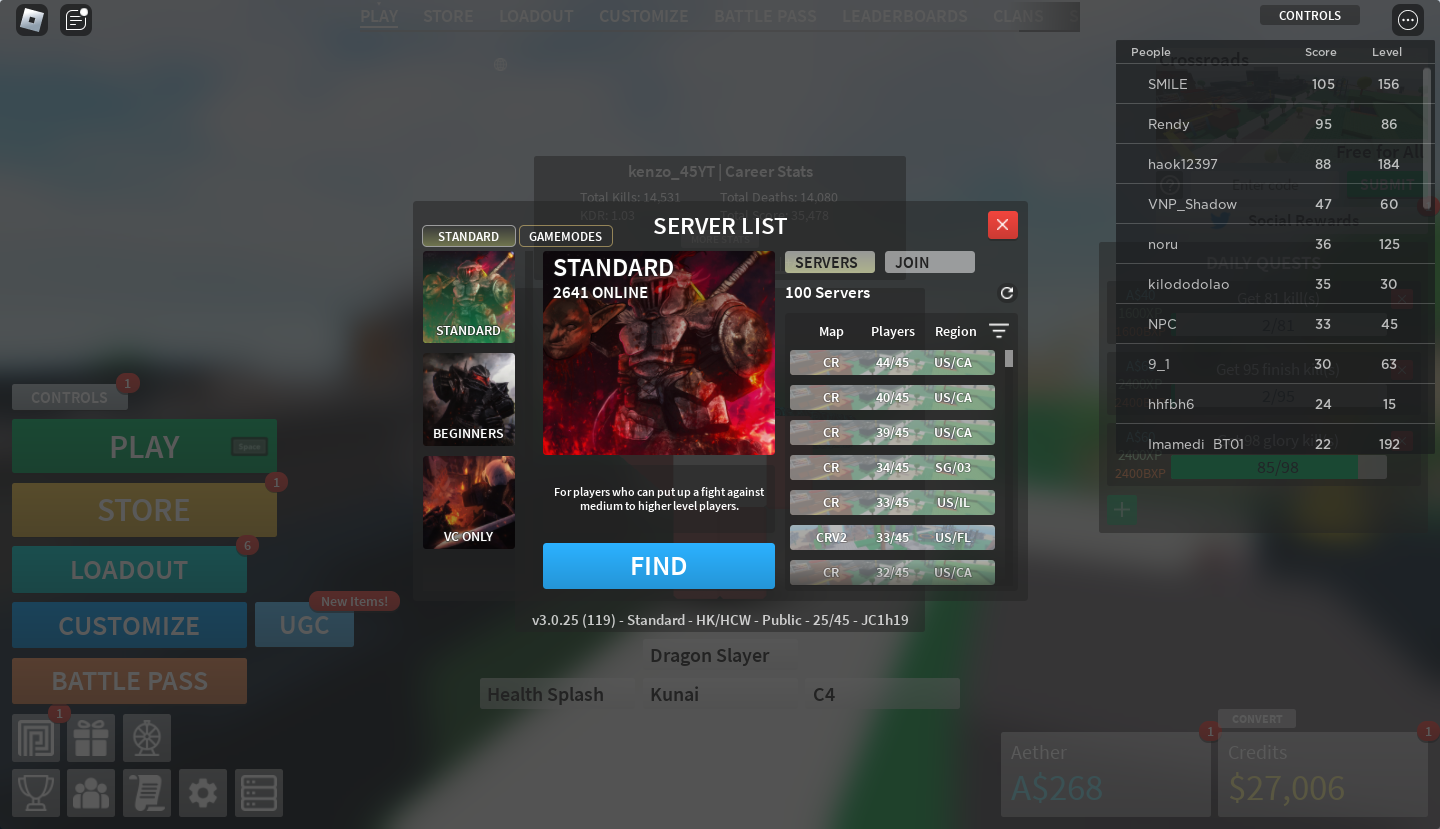 PLAY STORE LOADOUT CUSTOMIZE BATTLE PASS LEADERBOARDS CLANS
CONTROLS
People Score Level
Crossroads
SMILE 105 156
Rendy 95 86
haok12397 88 184
VNP_Shadow 47 60
noru 36 125
kilododolao 35 30
NPC 33 45
9_1 30 63
hhfbh6 24 15
Imamedi_BT01 22 192
Free for All
Enter code SUBMIT
Social Rewards
DAILY QUESTS
Get 81 kill(s)
2/81
Get 95 finish kill(s)
2/95
98 glory kill(s)
2400XP
2400BXP
85/98
kenzo_45YT | Career Stats
Total Kills: 14,531 Total Deaths: 14,080
KDR: 1.03 Total Score: 35,478
SERVER LIST
STANDARD GAMEMODES
STANDARD
BEGINNERS
VC ONLY
STANDARD
2641 ONLINE
For players who can put up a fight against
medium to higher level players.
FIND
SERVERS JOIN
100 Servers
Map Players Region
CR 44/45 US/CA
CR 40/45 US/CA
CR 39/45 US/CA
CR 34/45 SG/03
CR 33/45 US/IL
CRV2 33/45 US/FL
CR 32/45 US/CA
v3.0.25 (119) - Standard - HK/HCW - Public - 25/45 - JC1h19
Dragon Slayer
Health Splash Kunai C4
CONTROLS
1
PLAY Space
STORE
1
LOADOUT
6
CUSTOMIZE
UGC
New Items!
BATTLE PASS
1
Aether
A$268
1
CONVERT
Credits
$27,006
1